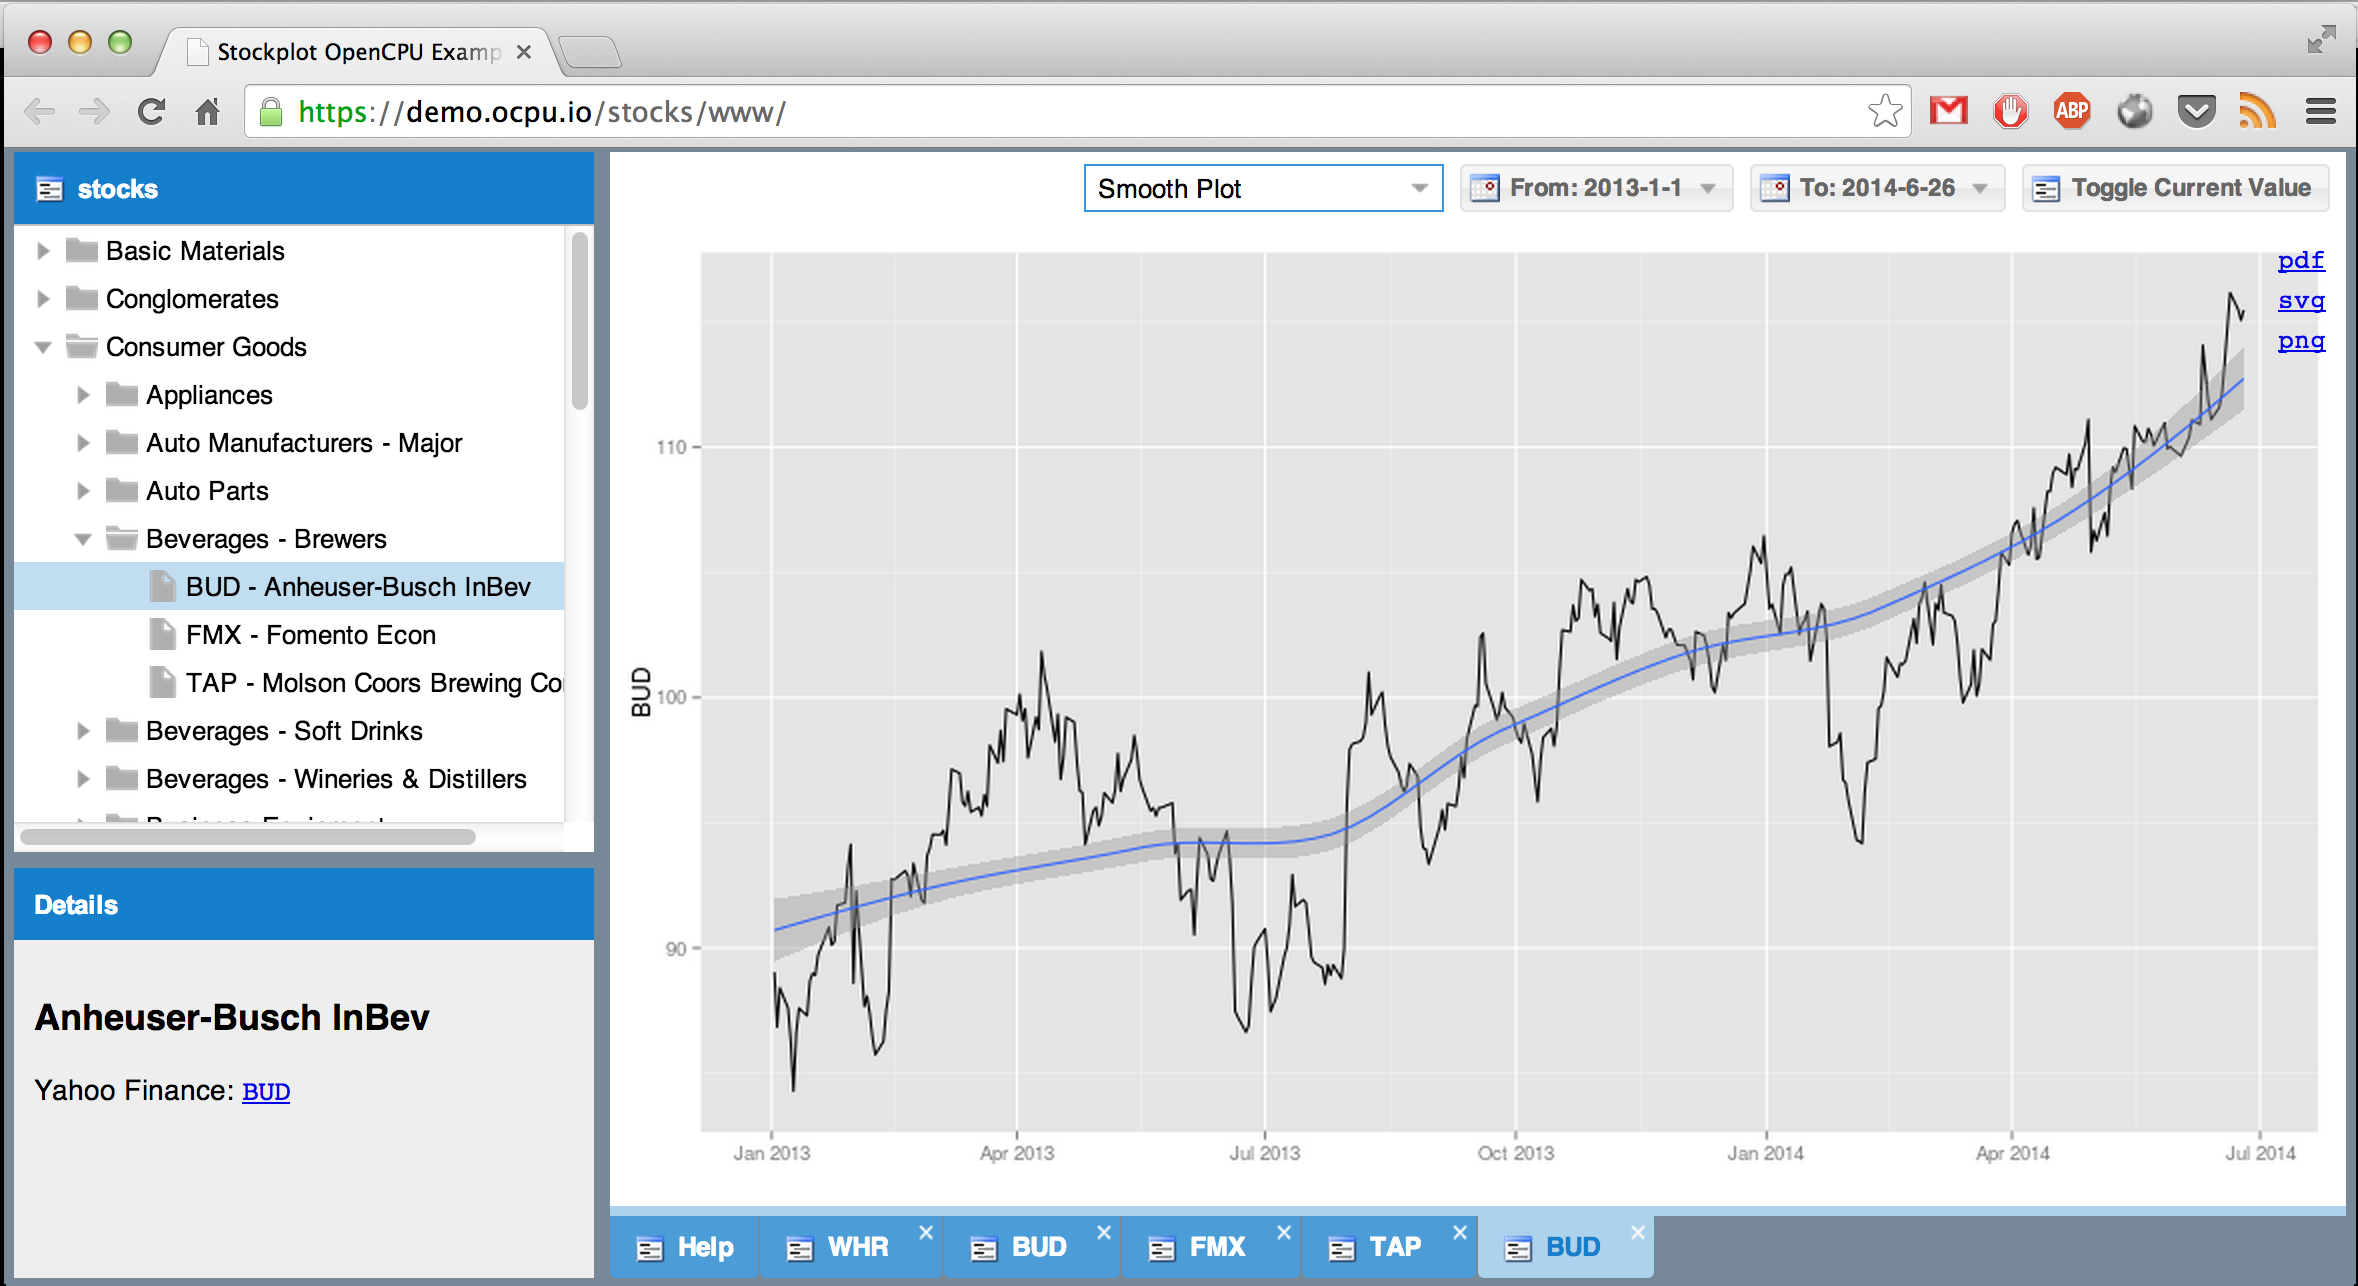 Stockplot OpenCPU Examp
https://demo.ocpu.io/stocks/www/
ABP
stocks
Basic Materials
Conglomerates
Consumer Goods
Appliances
Auto Manufacturers - Major
Auto Parts
Beverages - Brewers
BUD - Anheuser-Busch InBev
FMX - Fomento Econ
TAP - Molson Coors Brewing Co
Beverages - Soft Drinks
Beverages - Wineries & Distillers
Details
Anheuser-Busch InBev
Yahoo Finance: BUD
Smooth Plot
From: 2013-1-1
To: 2014-6-26
Toggle Current Value
pdf
svg
png
110
100
90
BUD
Jan 2013
Apr 2013
Jul 2013
Oct 2013
Jan 2014
Apr 2014
Jul 2014
Help
WHR
BUD
FMX
TAP
BUD